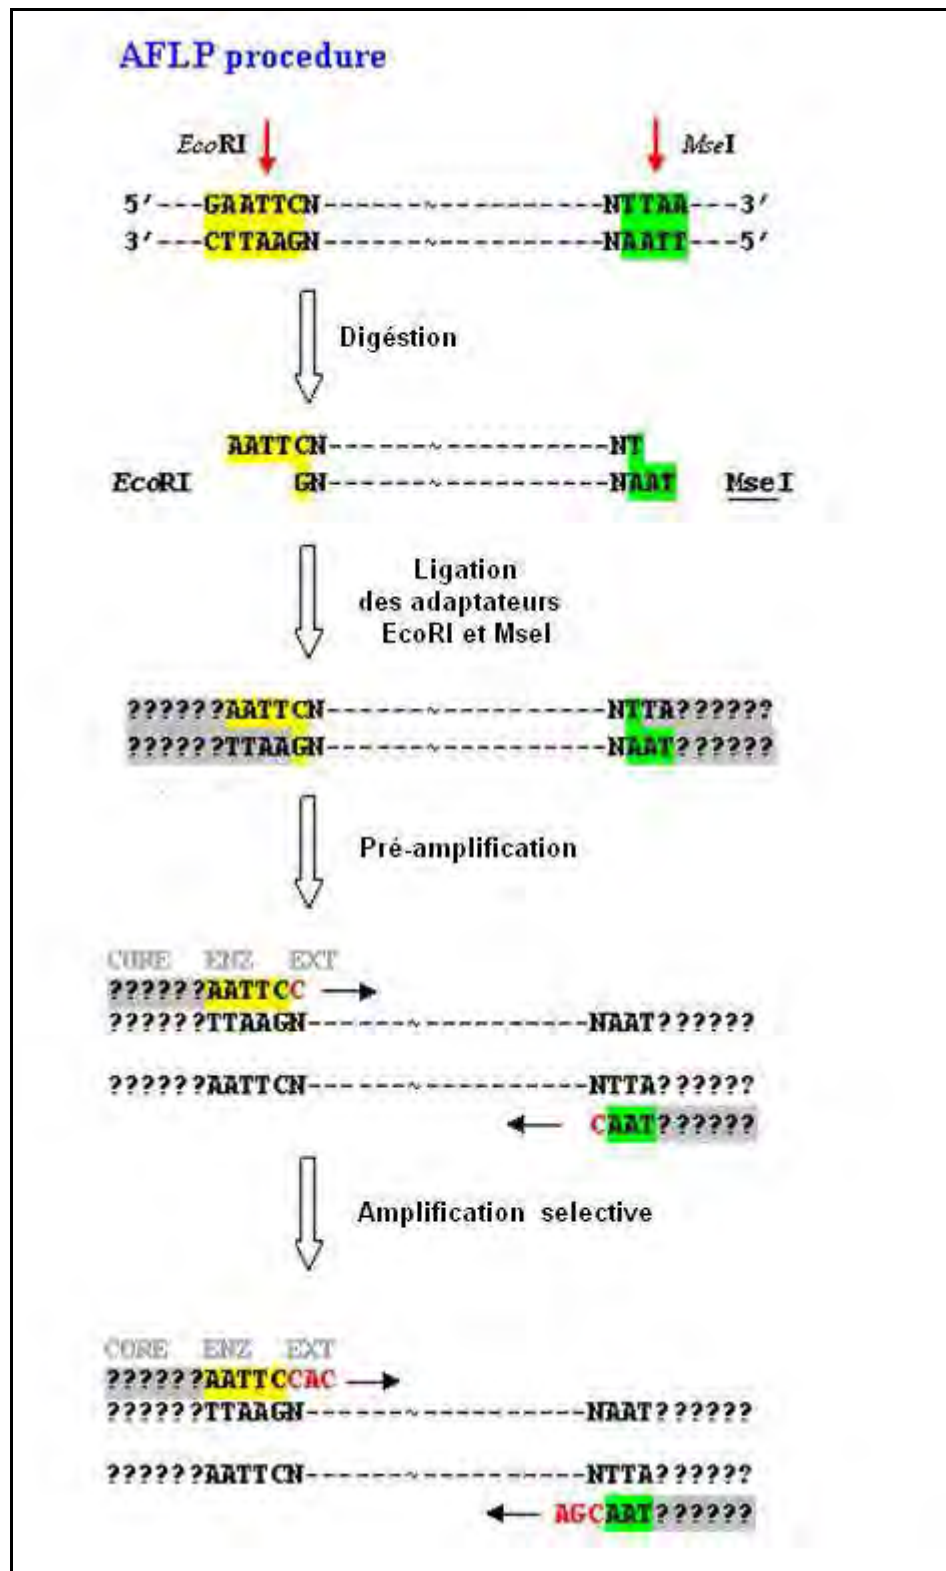 AFLP procedure
EcoRI MseI
5'---GAATTCN------~-----------NTTAA---3'
3'---CTTAAGN------~-----------NAATT---5'
Digéstion
AATTCN------~-----------NT
EcoRI GN------~-----------NAAT MseI
Ligation
des adaptateurs
EcoRI et MseI
??????AATTCN------~-----------NTTA??????
??????TTAAGN------~-----------NAAT??????
Pré-amplification
CORE ENZ EXT
??????AATTCC
??????TTAAGN------~-----------NAAT??????
??????AATTCN------~-----------NTTA??????
CAAT??????
Amplification selective
CORE ENZ EXT
??????AATTCCAC
??????TTAAGN------~-----------NAAT??????
??????AATTCN------~-----------NTTA??????
AGCAAT??????